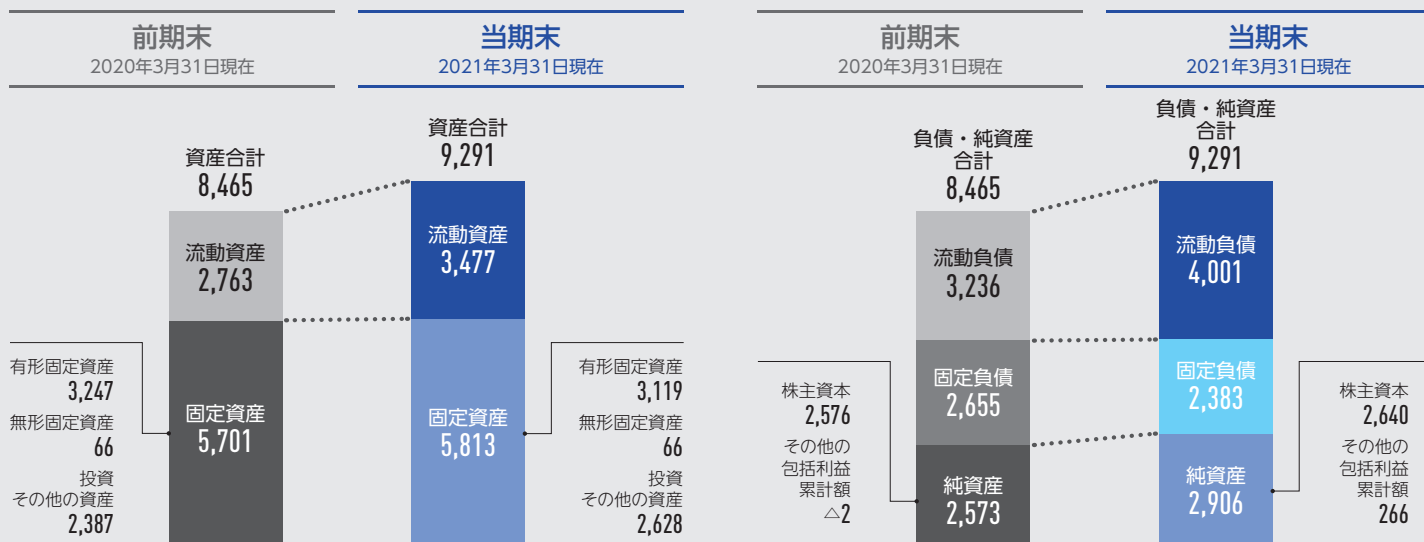 前期末
2020年3月31日現在
当期末
2021年3月31日現在
資産合計
8,465
流動資産
2,763
固定資産
5,701
有形固定資産
3,247
無形固定資産
66
投資
その他の資産
2,387
資産合計
9,291
流動資産
3,477
固定資産
5,813
有形固定資産
3,119
無形固定資産
66
投資
その他の資産
2,628
前期末
2020年3月31日現在
当期末
2021年3月31日現在
負債・純資産
合計
8,465
流動負債
3,236
固定負債
2,655
純資産
2,573
株主資本
2,576
その他の
包括利益
累計額
△2
負債・純資産
合計
9,291
流動負債
4,001
固定負債
2,383
純資産
2,906
株主資本
2,640
その他の
包括利益
累計額
266